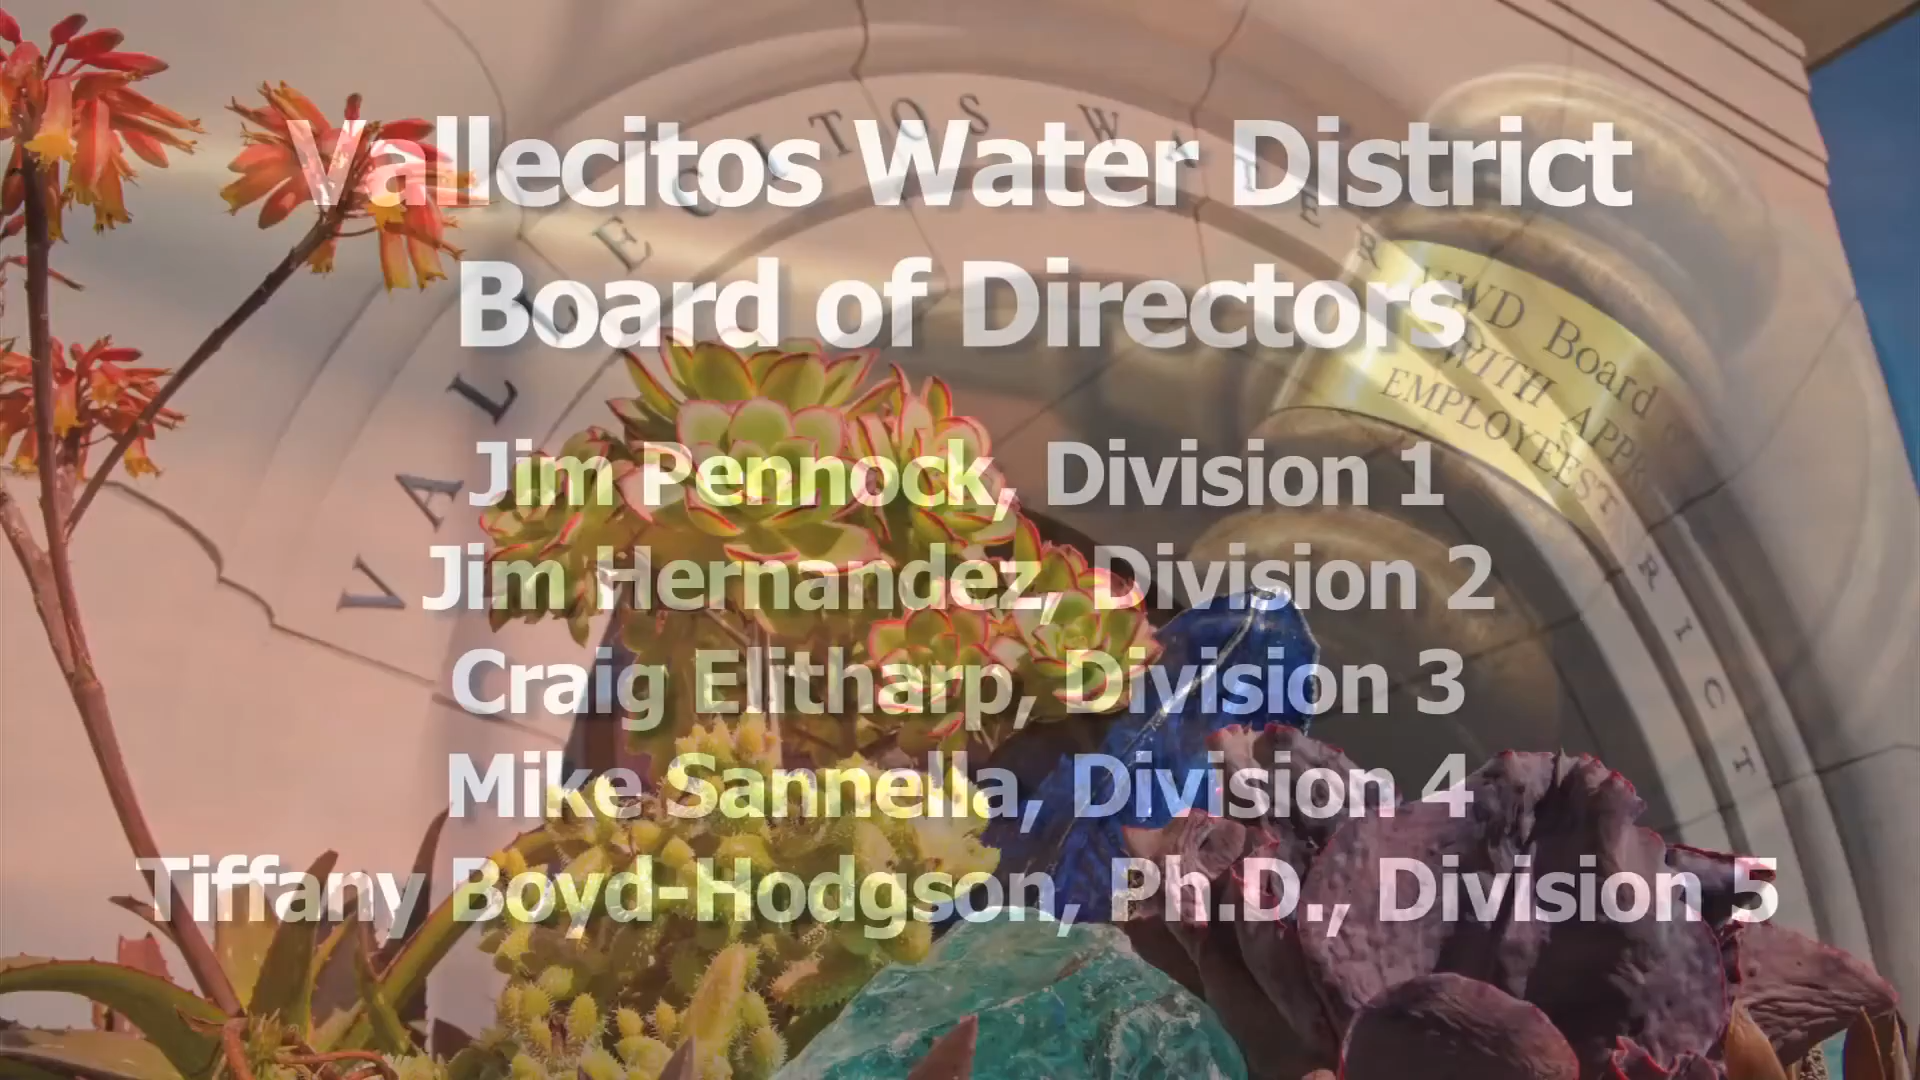 Vallecitos Water District
Board of Directors
Jim Pennock, Division 1
Jim Hernandez, Division 2
Craig Elitharp, Division 3
Mike Sannella, Division 4
Tiffany Boyd-Hodgson, Ph.D., Division 5
VALLECITOS WATER
RICT
VWD Board
WITH APPR
EMPLOYEES